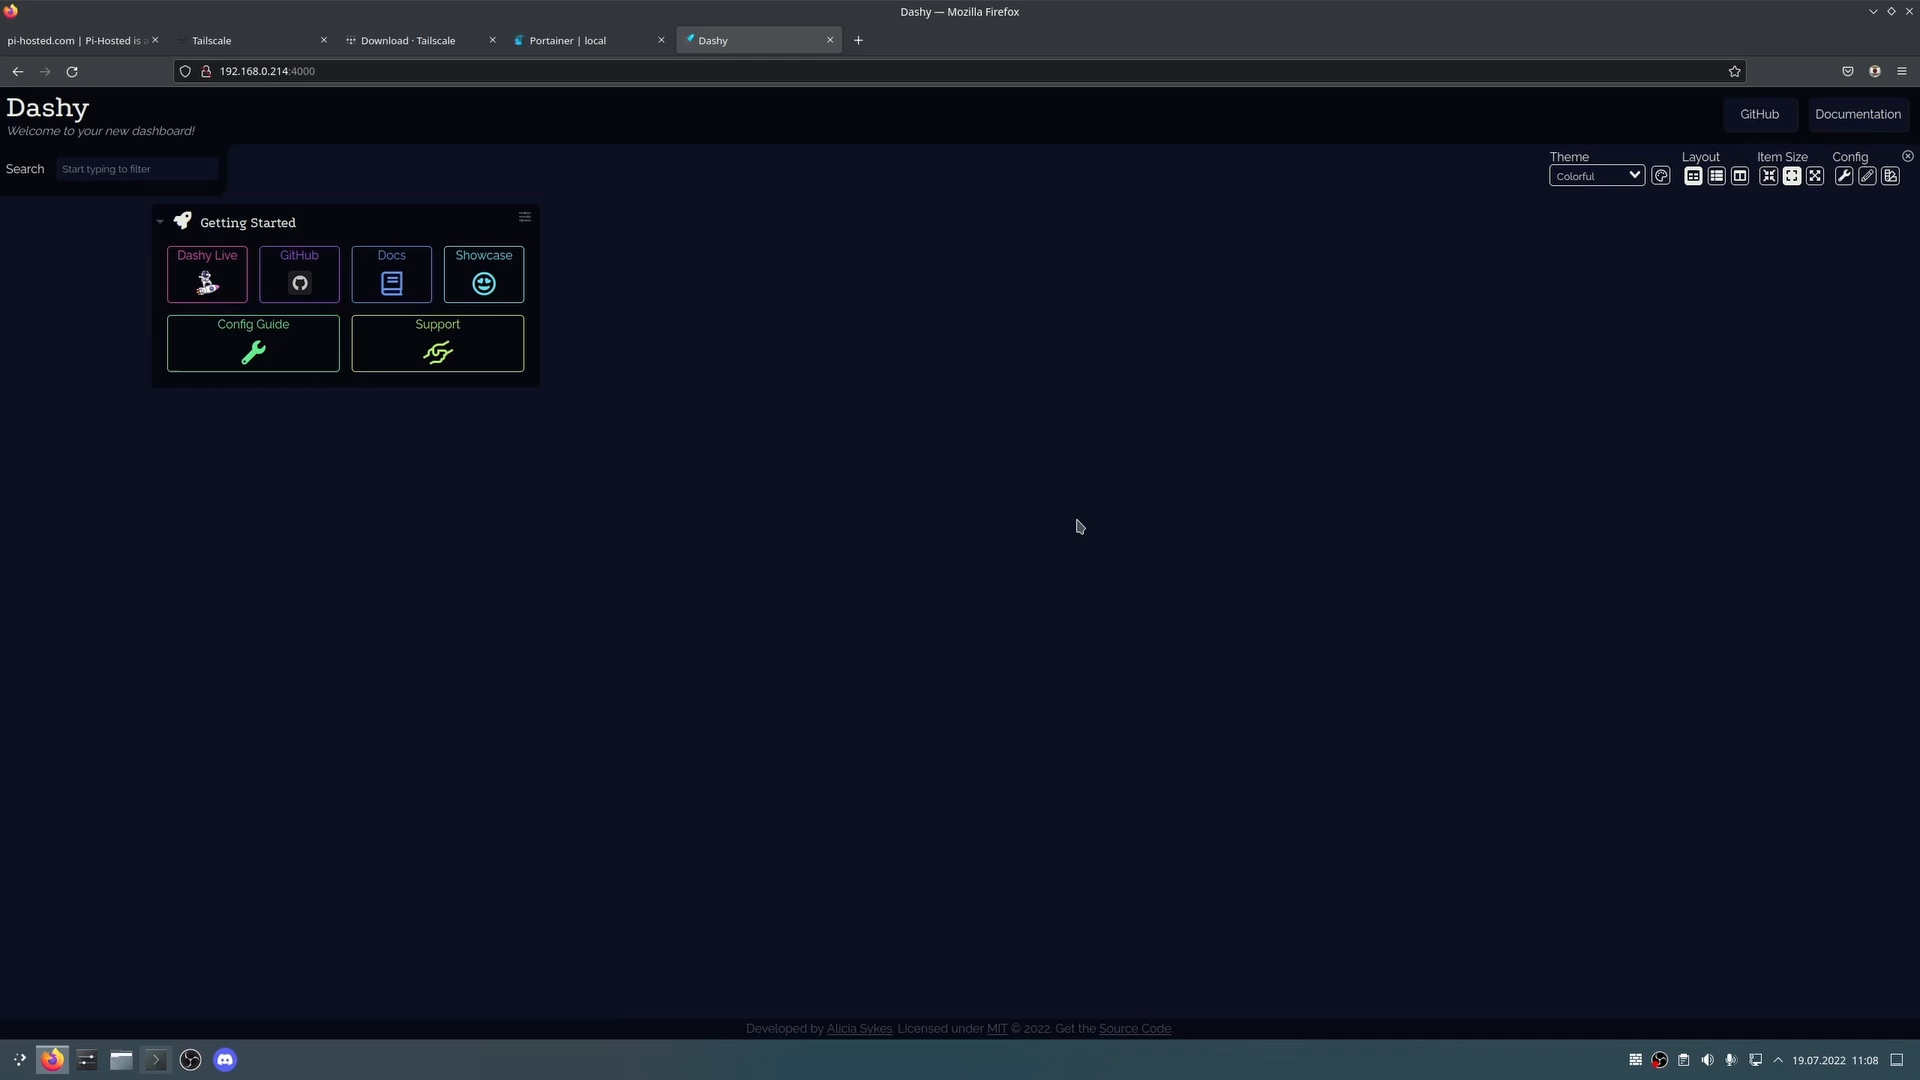 Dashy — Mozilla Firefox
pi-hosted.com | Pi-Hosted is a
Tailscale
Download · Tailscale
Portainer | local
Dashy
192.168.0.214:4000
Dashy
Welcome to your new dashboard!
GitHub
Documentation
Search
Start typing to filter
Theme
Layout
Item Size
Config
Colorful
Getting Started
Dashy Live
GitHub
Docs
Showcase
Config Guide
Support
Developed by Alicia Sykes. Licensed under MIT © 2022. Get the Source Code.
19.07.2022 11:08